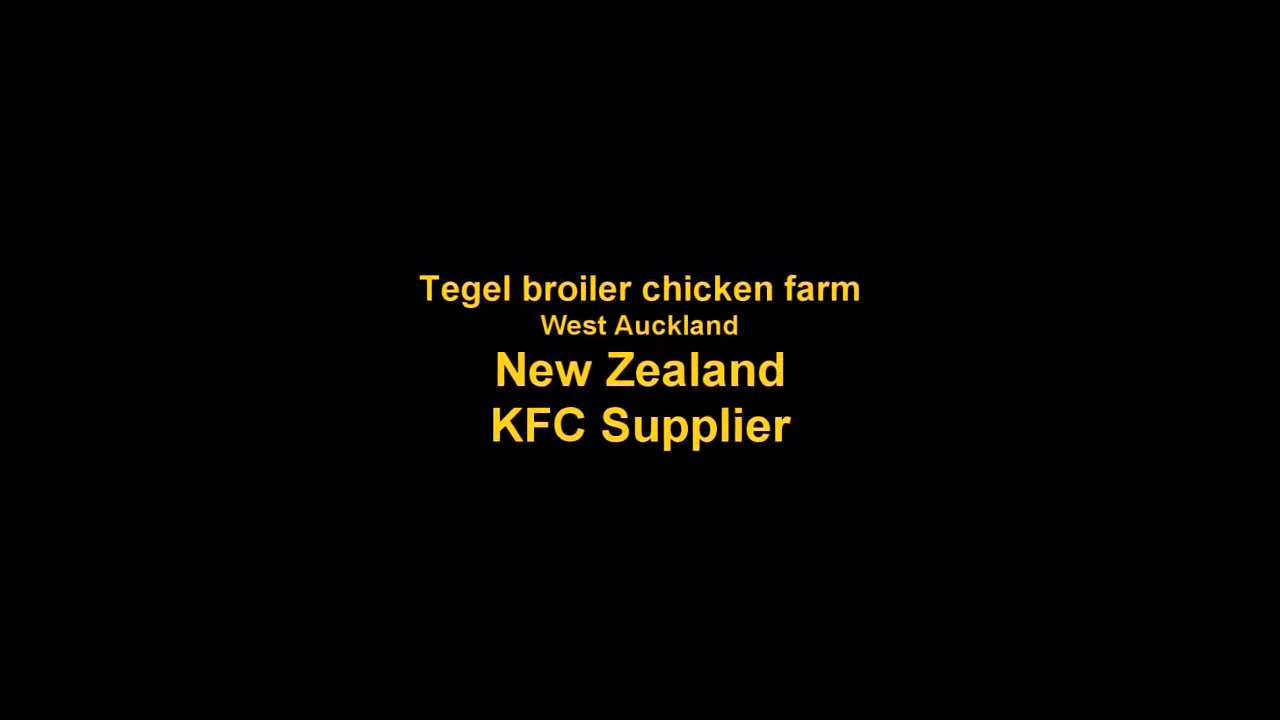 Tegel broiler chicken farm
West Auckland
New Zealand
KFC Supplier